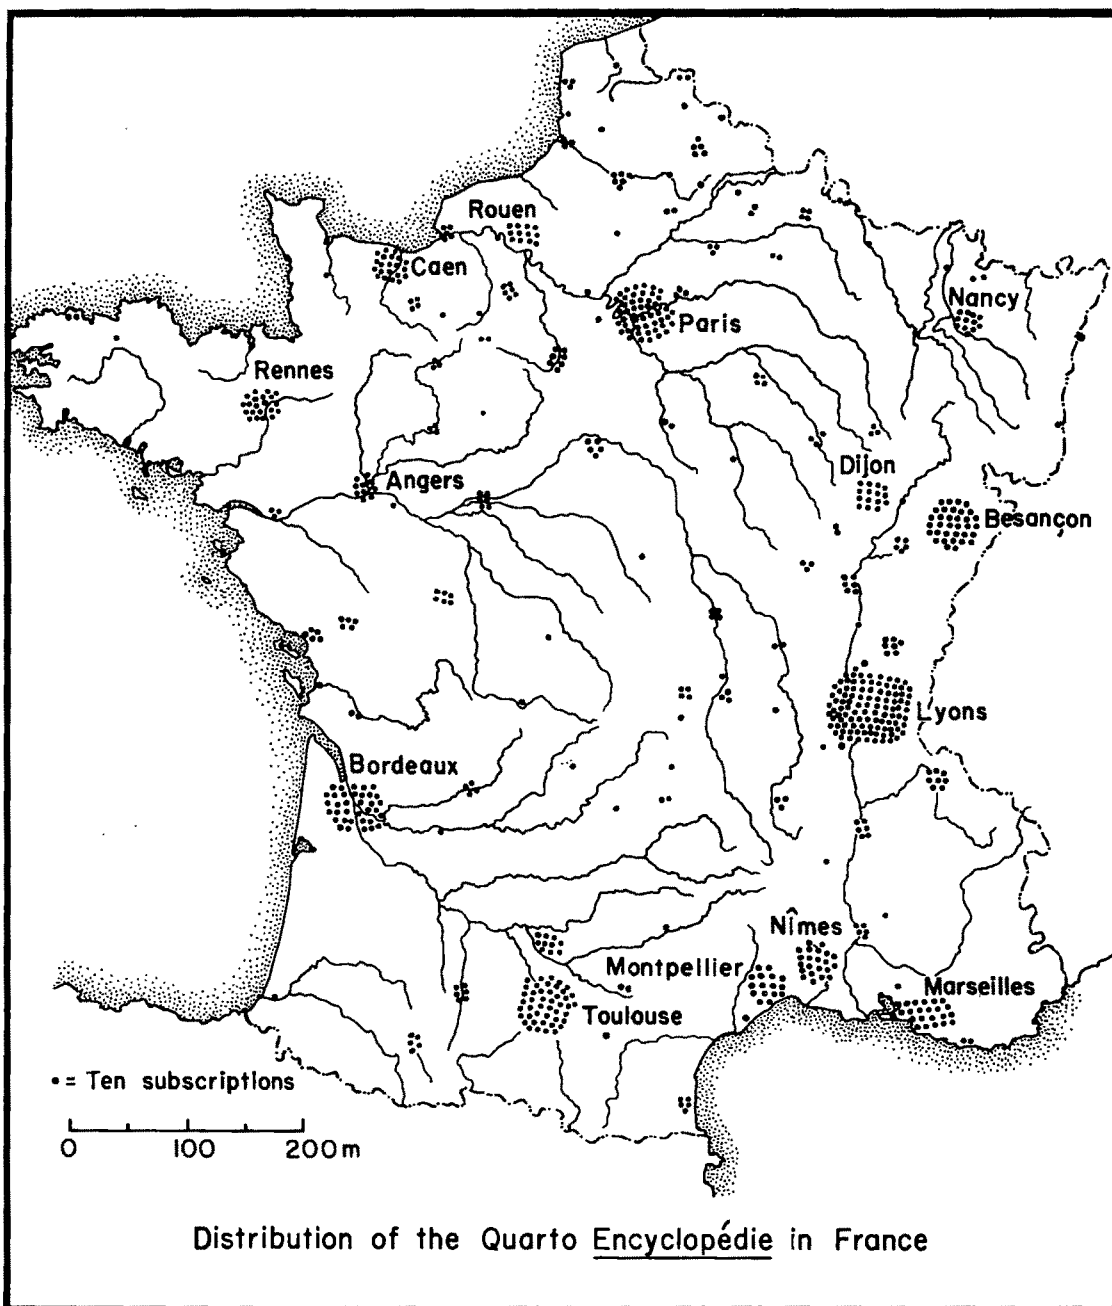 Rouen
Caen
Nancy
Paris
Rennes
Dijon
Angers
Besançon
Lyons
Bordeaux
Nîmes
Montpellier
Marseilles
Toulouse
• = Ten subscriptions
0 100 200 m
Distribution of the Quarto Encyclopédie in France